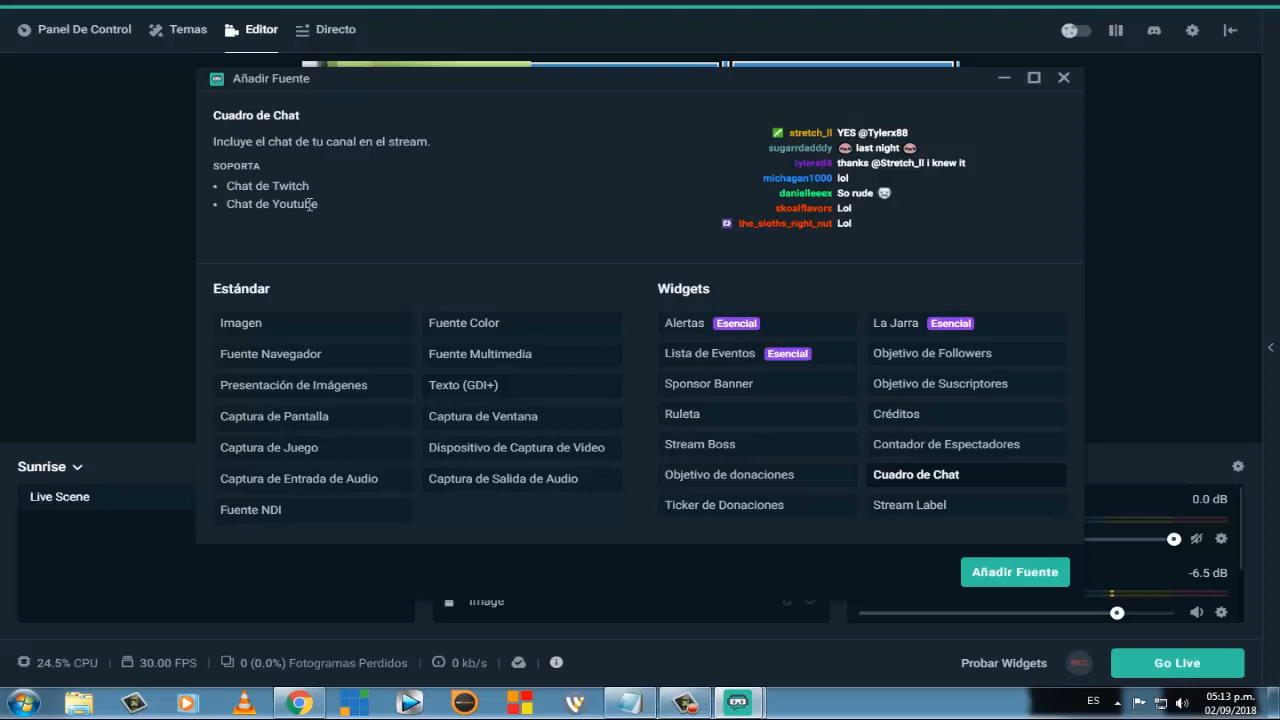 Panel De Control
Temas
Editor
Directo
Añadir Fuente
Cuadro de Chat
Incluye el chat de tu canal en el stream.
SOPORTA
• Chat de Twitch
• Chat de Youtube
stretch_ll YES @Tylerx88
sugarrdadddy last night
tylerx88 thanks @Stretch_ll i knew it
michagan1000 lol
danielleeex So rude
skoalflavors Lol
the_sloths_right_nut Lol
Estándar
Imagen
Fuente Color
Fuente Navegador
Fuente Multimedia
Presentación de Imágenes
Texto (GDI+)
Captura de Pantalla
Captura de Ventana
Captura de Juego
Dispositivo de Captura de Video
Captura de Entrada de Audio
Captura de Salida de Audio
Fuente NDI
Widgets
Alertas Esencial
La Jarra Esencial
Lista de Eventos Esencial
Objetivo de Followers
Sponsor Banner
Objetivo de Suscriptores
Ruleta
Créditos
Stream Boss
Contador de Espectadores
Objetivo de donaciones
Cuadro de Chat
Ticker de Donaciones
Stream Label
Añadir Fuente
Sunrise
Live Scene
Image
0.0 dB
-6.5 dB
24.5% CPU
30.00 FPS
0 (0.0%) Fotogramas Perdidos
0 kb/s
Probar Widgets
REC
Go Live
ES
05:13 p.m.
02/09/2018